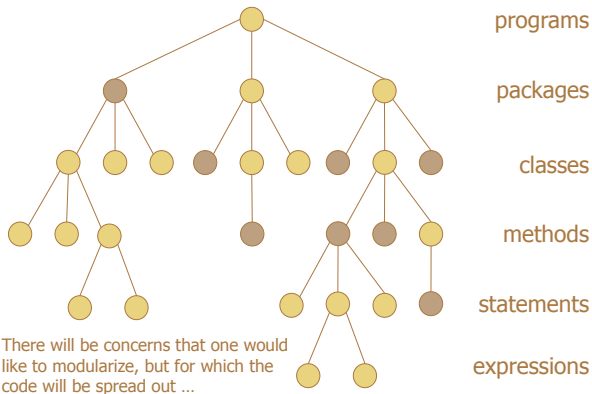 programs
packages
classes
methods
statements
There will be concerns that one would
like to modularize, but for which the
code will be spread out ...
expressions